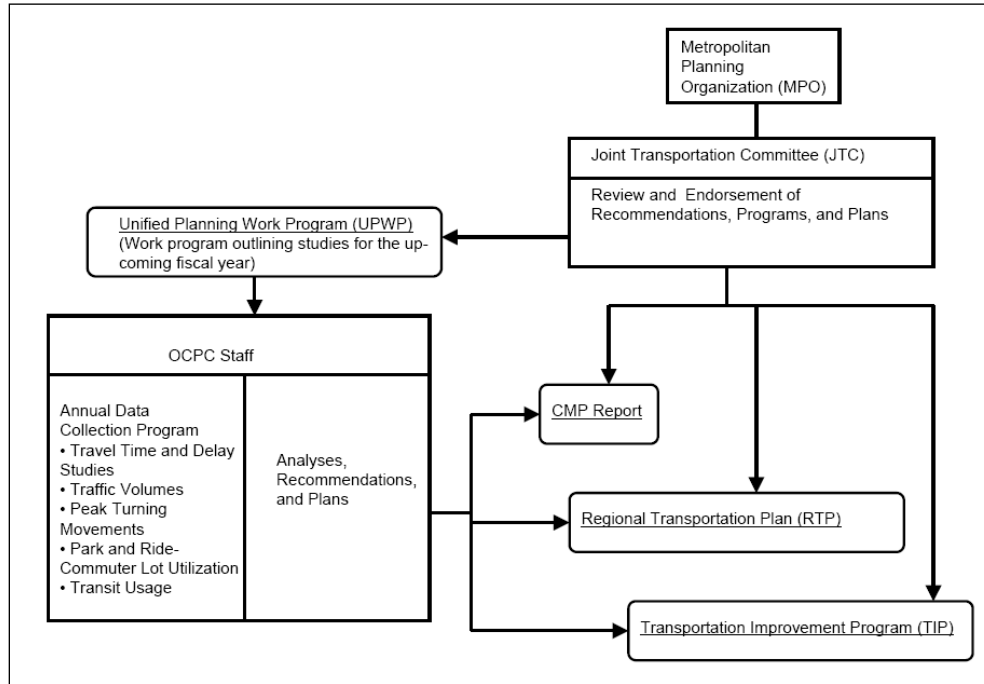 Metropolitan
Planning
Organization (MPO)
Joint Transportation Committee (JTC)
Review and Endorsement of
Recommendations, Programs, and Plans
Unified Planning Work Program (UPWP)
(Work program outlining studies for the up-
coming fiscal year)
OCPC Staff
Annual Data
Collection Program
• Travel Time and Delay
Studies
• Traffic Volumes
• Peak Turning
Movements
• Park and Ride-
Commuter Lot Utilization
• Transit Usage
Analyses,
Recommendations,
and Plans
CMP Report
Regional Transportation Plan (RTP)
Transportation Improvement Program (TIP)